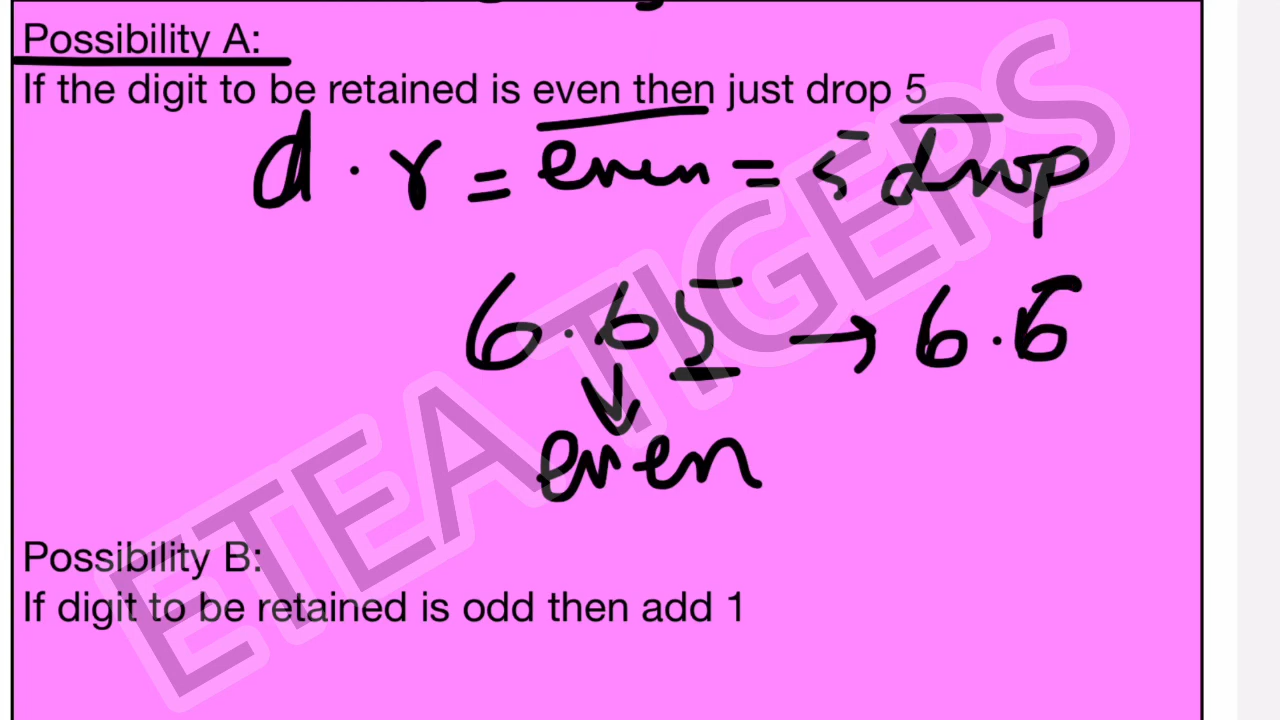 Possibility A:
If the digit to be retained is even then just drop 5
d . r = even = 5 drop
6.65 → 6.6
even
Possibility B:
If digit to be retained is odd then add 1
ETEA TIGERS